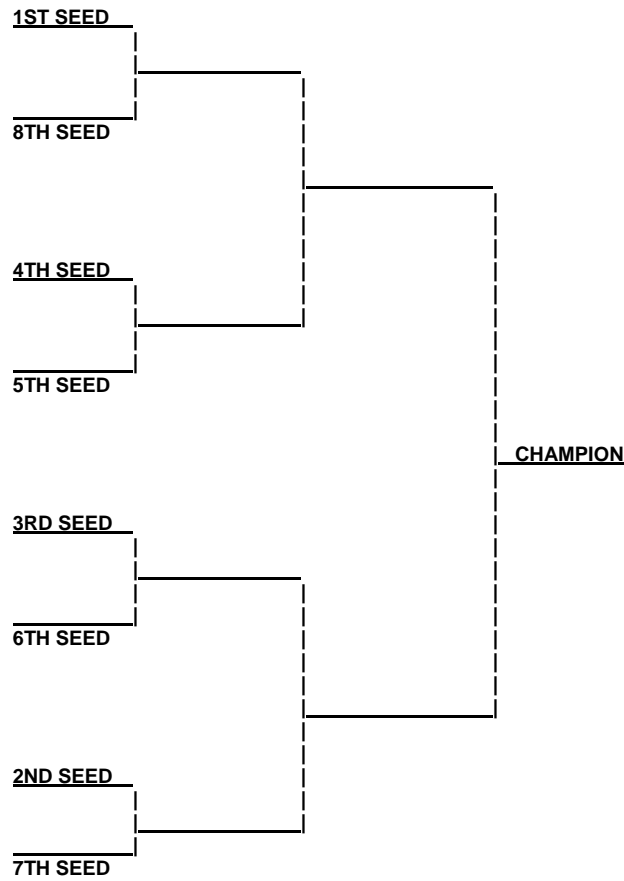 1ST SEED
8TH SEED
4TH SEED
5TH SEED
CHAMPION
3RD SEED
6TH SEED
2ND SEED
7TH SEED